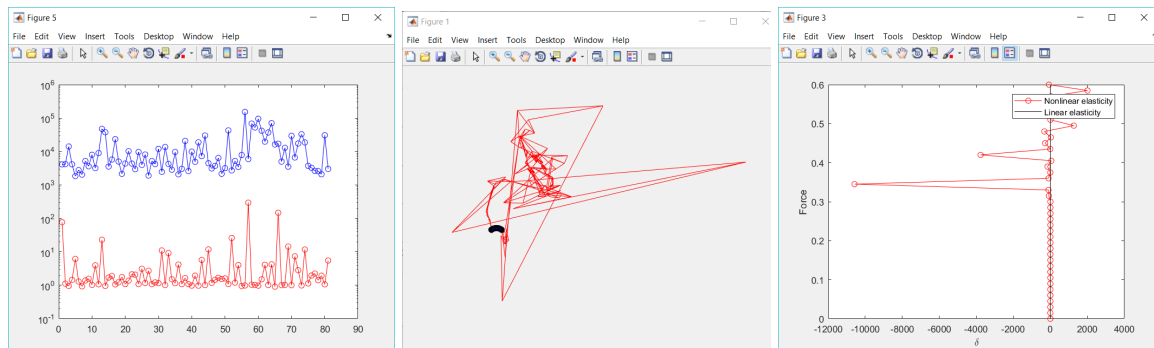 Figure 5
File Edit View Insert Tools Desktop Window Help
10^6
10^5
10^4
10^3
10^2
10^1
10^0
10^-1
0 10 20 30 40 50 60 70 80 90
Figure 1
File Edit View Insert Tools Desktop Window Help
Figure 3
File Edit View Insert Tools Desktop Window Help
0.6
0.5
0.4
0.3
0.2
0.1
0
Force
Nonlinear elasticity
Linear elasticity
-12000 -10000 -8000 -6000 -4000 -2000 0 2000 4000
δ